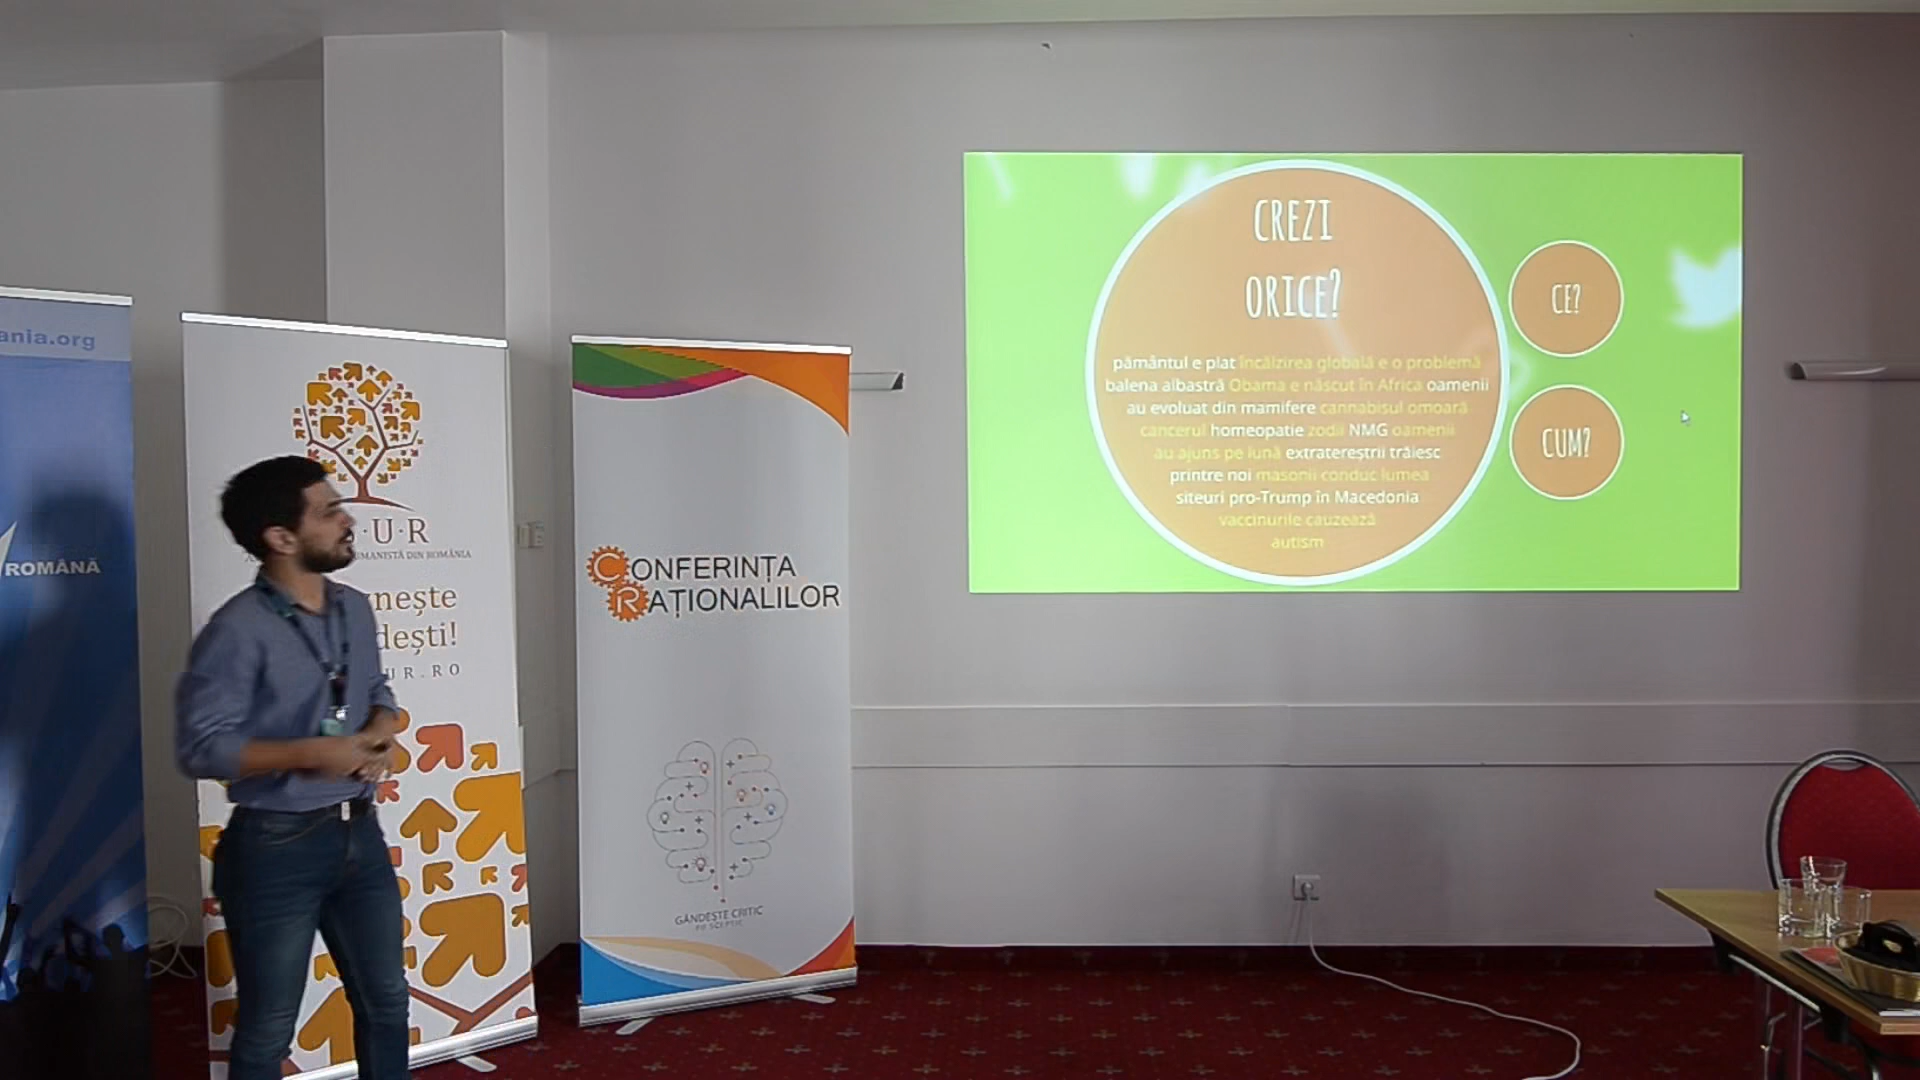 ania.org
ROMÂNĂ
·U·R
UMANISTĂ DIN ROMÂNIA
nește
dești!
UR.RO
CONFERINȚA
RAȚIONALILOR
GÂNDEȘTE CRITIC
FII SCEPTIC
CREZI
ORICE?
pământul e plat încălzirea globală e o problemă
balena albastră Obama e născut în Africa oamenii
au evoluat din mamifere cannabisul omoară
cancerul homeopatie zodii NMG oamenii
au ajuns pe lună extratereștrii trăiesc
printre noi masonii conduc lumea
siteuri pro-Trump în Macedonia
vaccinurile cauzează
autism
CE?
CUM?